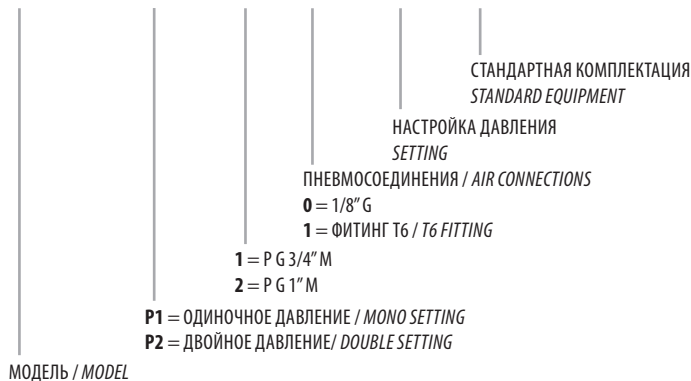 СТАНДАРТНАЯ КОМПЛЕКТАЦИЯ
STANDARD EQUIPMENT
НАСТРОЙКА ДАВЛЕНИЯ
SETTING
ПНЕВМОСОЕДИНЕНИЯ / AIR CONNECTIONS
0 = 1/8” G
1 = ФИТИНГ T6 / T6 FITTING
1 = P G 3/4” M
2 = P G 1” M
P1 = ОДИНОЧНОЕ ДАВЛЕНИЕ / MONO SETTING
P2 = ДВОЙНОЕ ДАВЛЕНИЕ/ DOUBLE SETTING
МОДЕЛЬ / MODEL